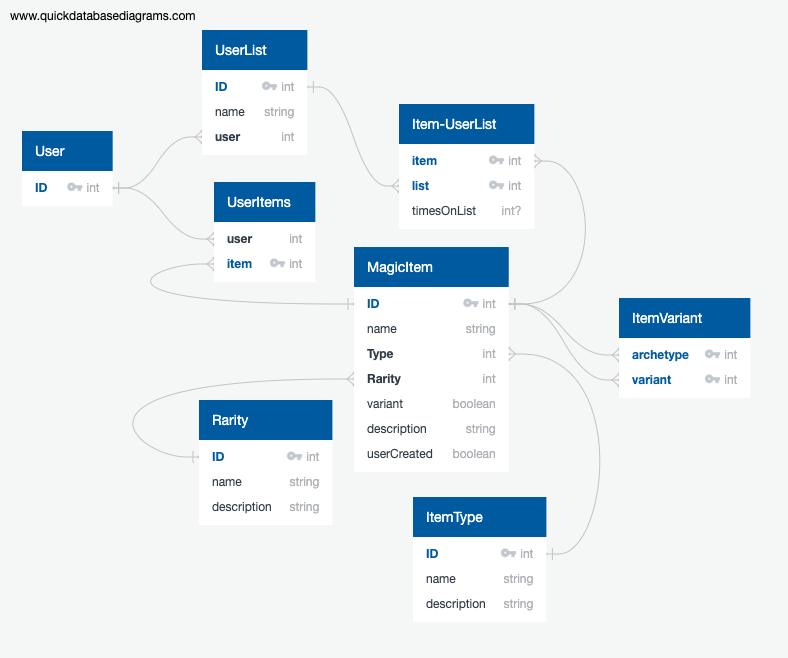 www.quickdatabasediagrams.com
UserList
ID int
name string
user int
User
ID int
UserItems
user int
item int
Item-UserList
item int
list int
timesOnList int?
MagicItem
ID int
name string
Type int
Rarity int
variant boolean
description string
userCreated boolean
ItemVariant
archetype int
variant int
Rarity
ID int
name string
description string
ItemType
ID int
name string
description string